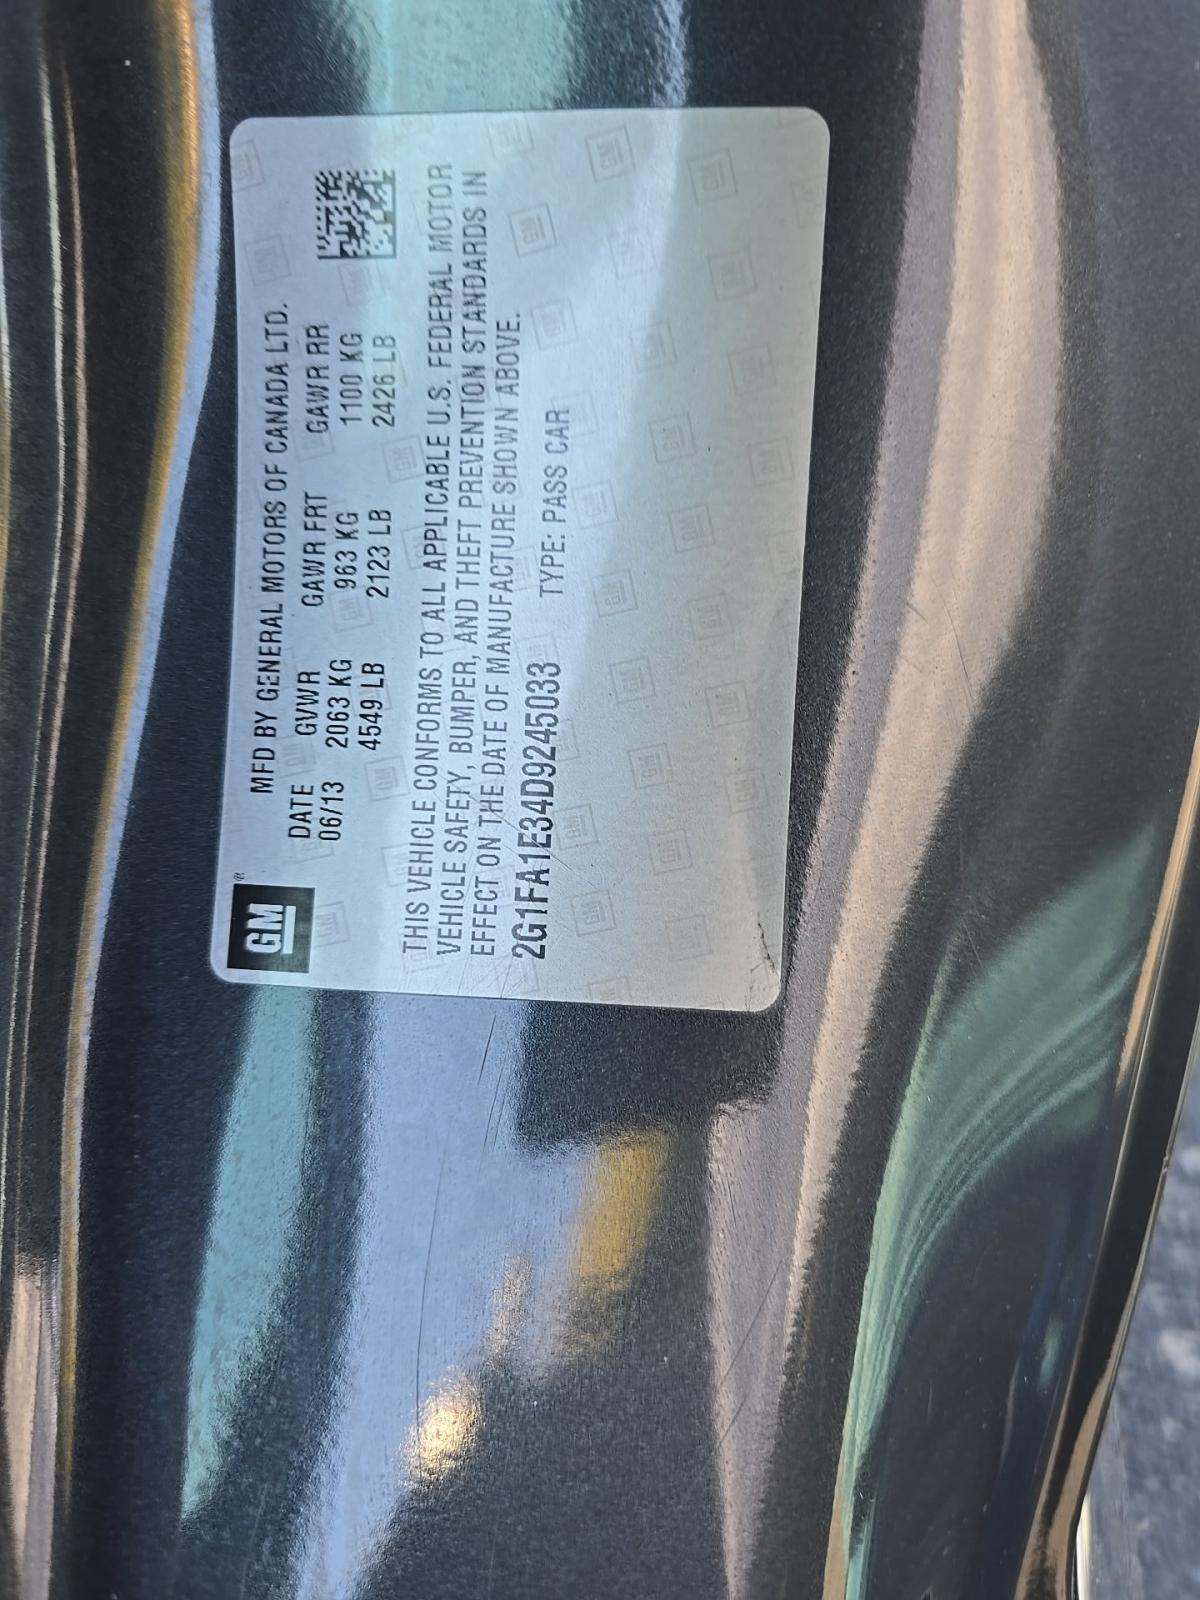 GM ®
MFD BY GENERAL MOTORS OF CANADA LTD.
DATE GVWR GAWR FRT GAWR RR
06/13 2063 KG 963 KG 1100 KG
4549 LB 2123 LB 2426 LB
THIS VEHICLE CONFORMS TO ALL APPLICABLE U.S. FEDERAL MOTOR
VEHICLE SAFETY, BUMPER, AND THEFT PREVENTION STANDARDS IN
EFFECT ON THE DATE OF MANUFACTURE SHOWN ABOVE.
2G1FA1E34D9245033 TYPE: PASS CAR